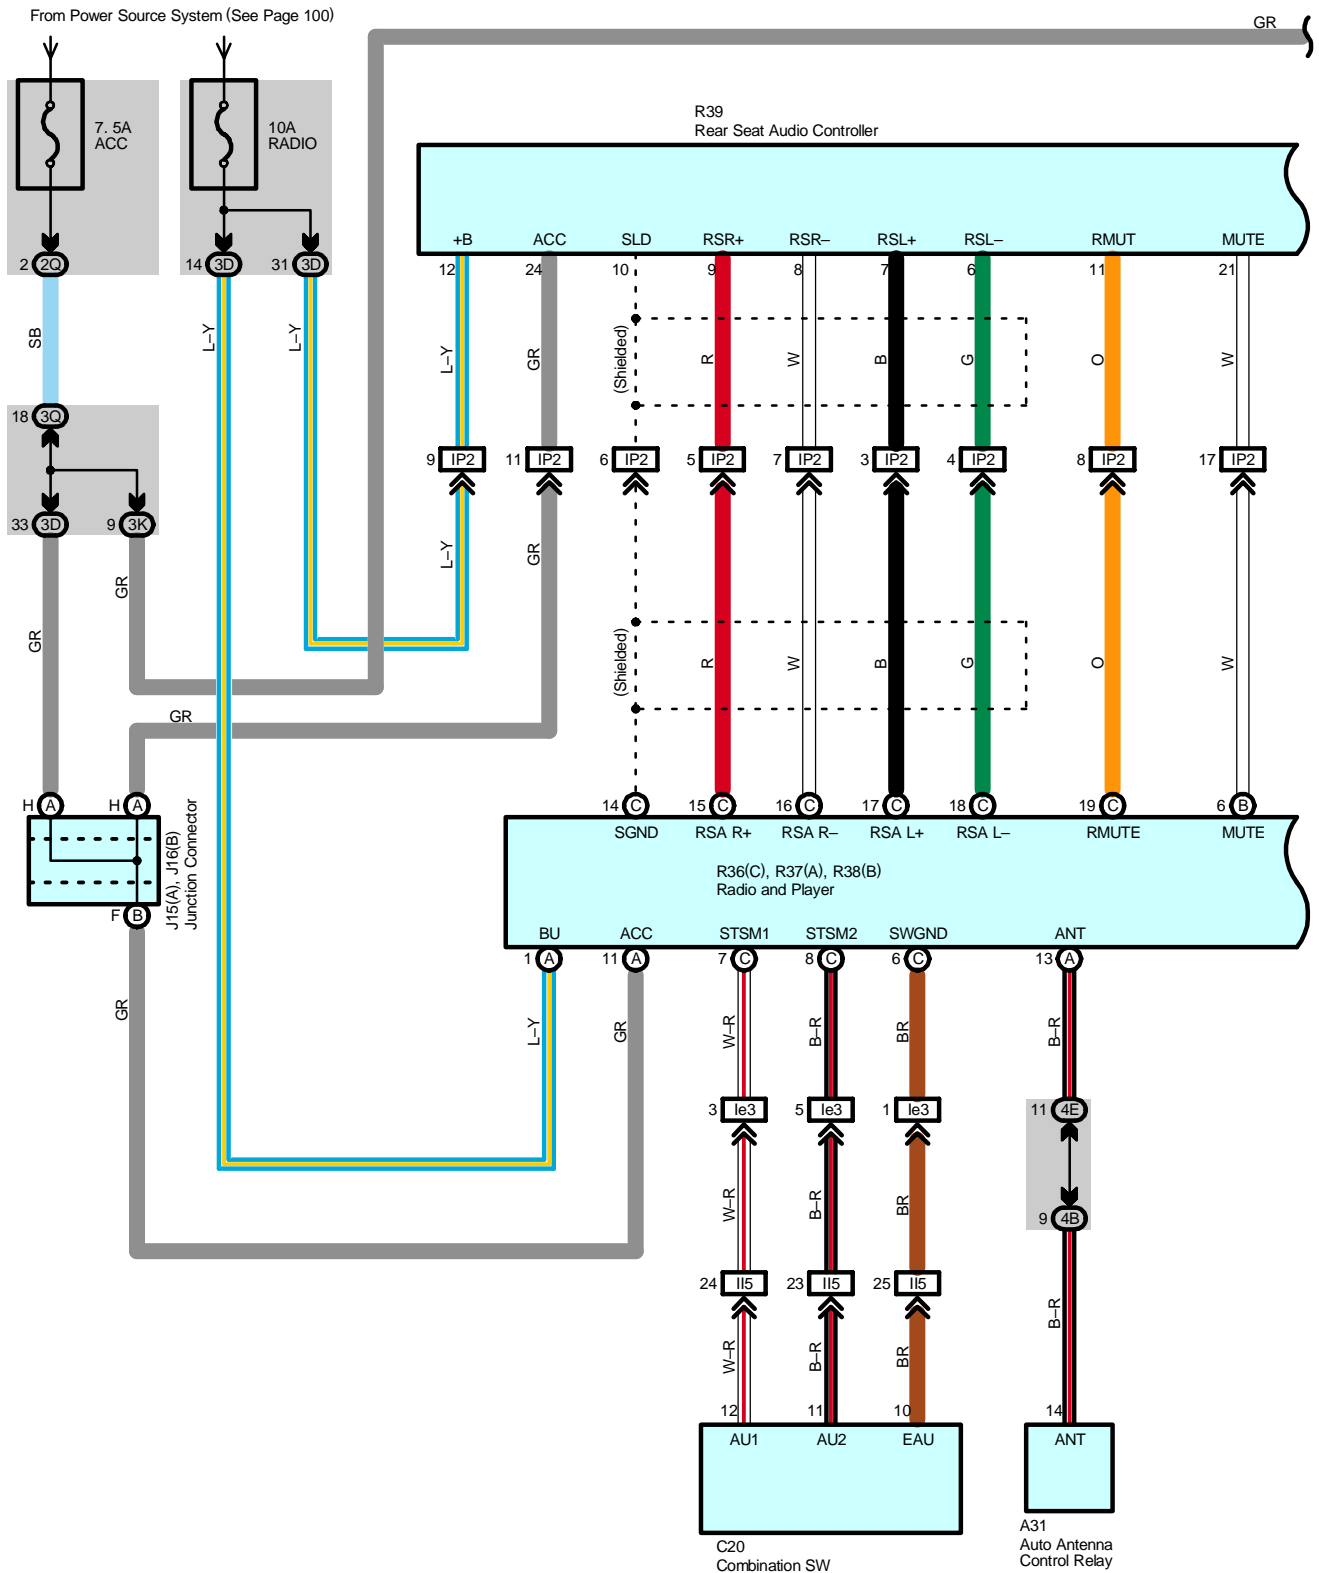 From Power Source System (See Page 100)
GR
7. 5A
ACC
10A
RADIO
R39
Rear Seat Audio Controller
+B
ACC
SLD
RSR+
RSR–
RSL+
RSL–
RMUT
MUTE
2 2Q
14 3D
31 3D
12
24
10
9
8
7
6
11
21
SB
L–Y
L–Y
L–Y
GR
(Shielded)
R
W
B
G
O
W
18 3Q
9 IP2
11 IP2
6 IP2
5 IP2
7 IP2
3 IP2
4 IP2
8 IP2
17 IP2
33 3D
9 3K
GR
GR
L–Y
GR
(Shielded)
R
W
B
G
O
W
GR
H A
H A
J15(A), J16(B)
Junction Connector
F B
14 C
15 C
16 C
17 C
18 C
19 C
6 B
SGND
RSA R+
RSA R–
RSA L+
RSA L–
RMUTE
MUTE
R36(C), R37(A), R38(B)
Radio and Player
BU
ACC
STSM1
STSM2
SWGND
ANT
1 A
11 A
7 C
8 C
6 C
13 A
GR
L–Y
GR
W–R
B–R
BR
B–R
3 Ie3
5 Ie3
1 Ie3
11 4E
W–R
B–R
BR
9 4B
24 II5
23 II5
25 II5
W–R
B–R
BR
B–R
12
11
10
14
AU1
AU2
EAU
ANT
C20
Combination SW
A31
Auto Antenna
Control Relay